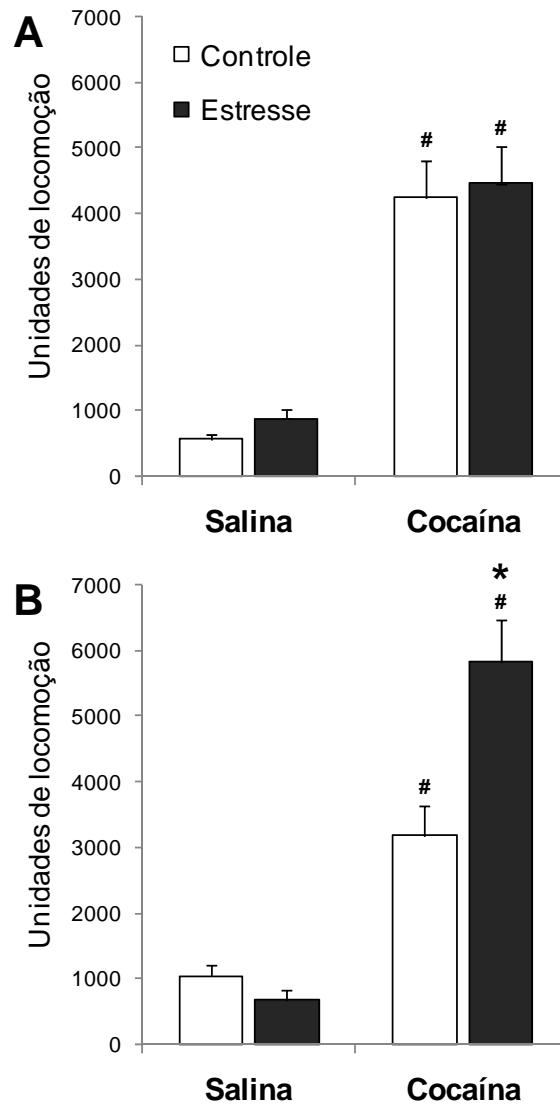 A
Unidades de locomoção
7000
6000
5000
4000
3000
2000
1000
0
Controle
Estresse
# #
Salina Cocaína
B
Unidades de locomoção
7000
6000
5000
4000
3000
2000
1000
0
*
#
#
Salina Cocaína